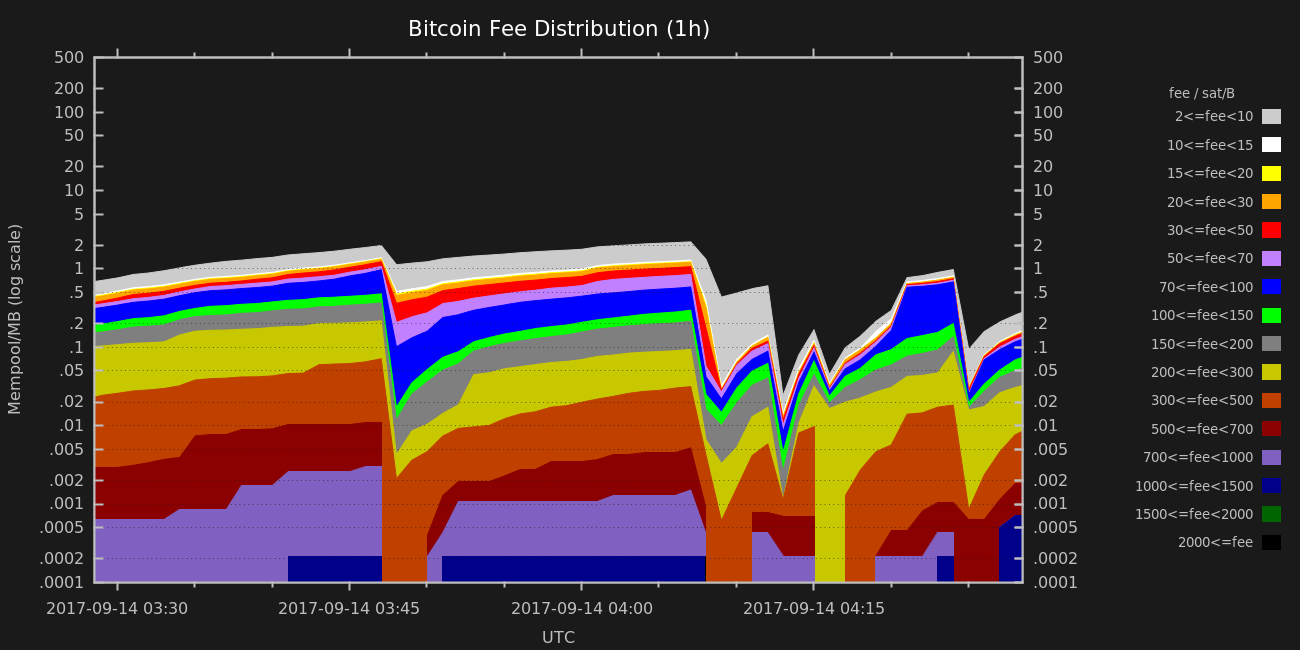 Bitcoin Fee Distribution (1h)
500 500
200 200
100 100
50 50
20 20
10 10
5 5
2 2
1 1
.5 .5
.2 .2
.1 .1
.05 .05
.02 .02
.01 .01
.005 .005
.002 .002
.001 .001
.0005 .0005
.0002 .0002
.0001 .0001
Mempool/MB (log scale)
2017-09-14 03:30 2017-09-14 03:45 2017-09-14 04:00 2017-09-14 04:15
UTC
fee / sat/B
2<=fee<10
10<=fee<15
15<=fee<20
20<=fee<30
30<=fee<50
50<=fee<70
70<=fee<100
100<=fee<150
150<=fee<200
200<=fee<300
300<=fee<500
500<=fee<700
700<=fee<1000
1000<=fee<1500
1500<=fee<2000
2000<=fee